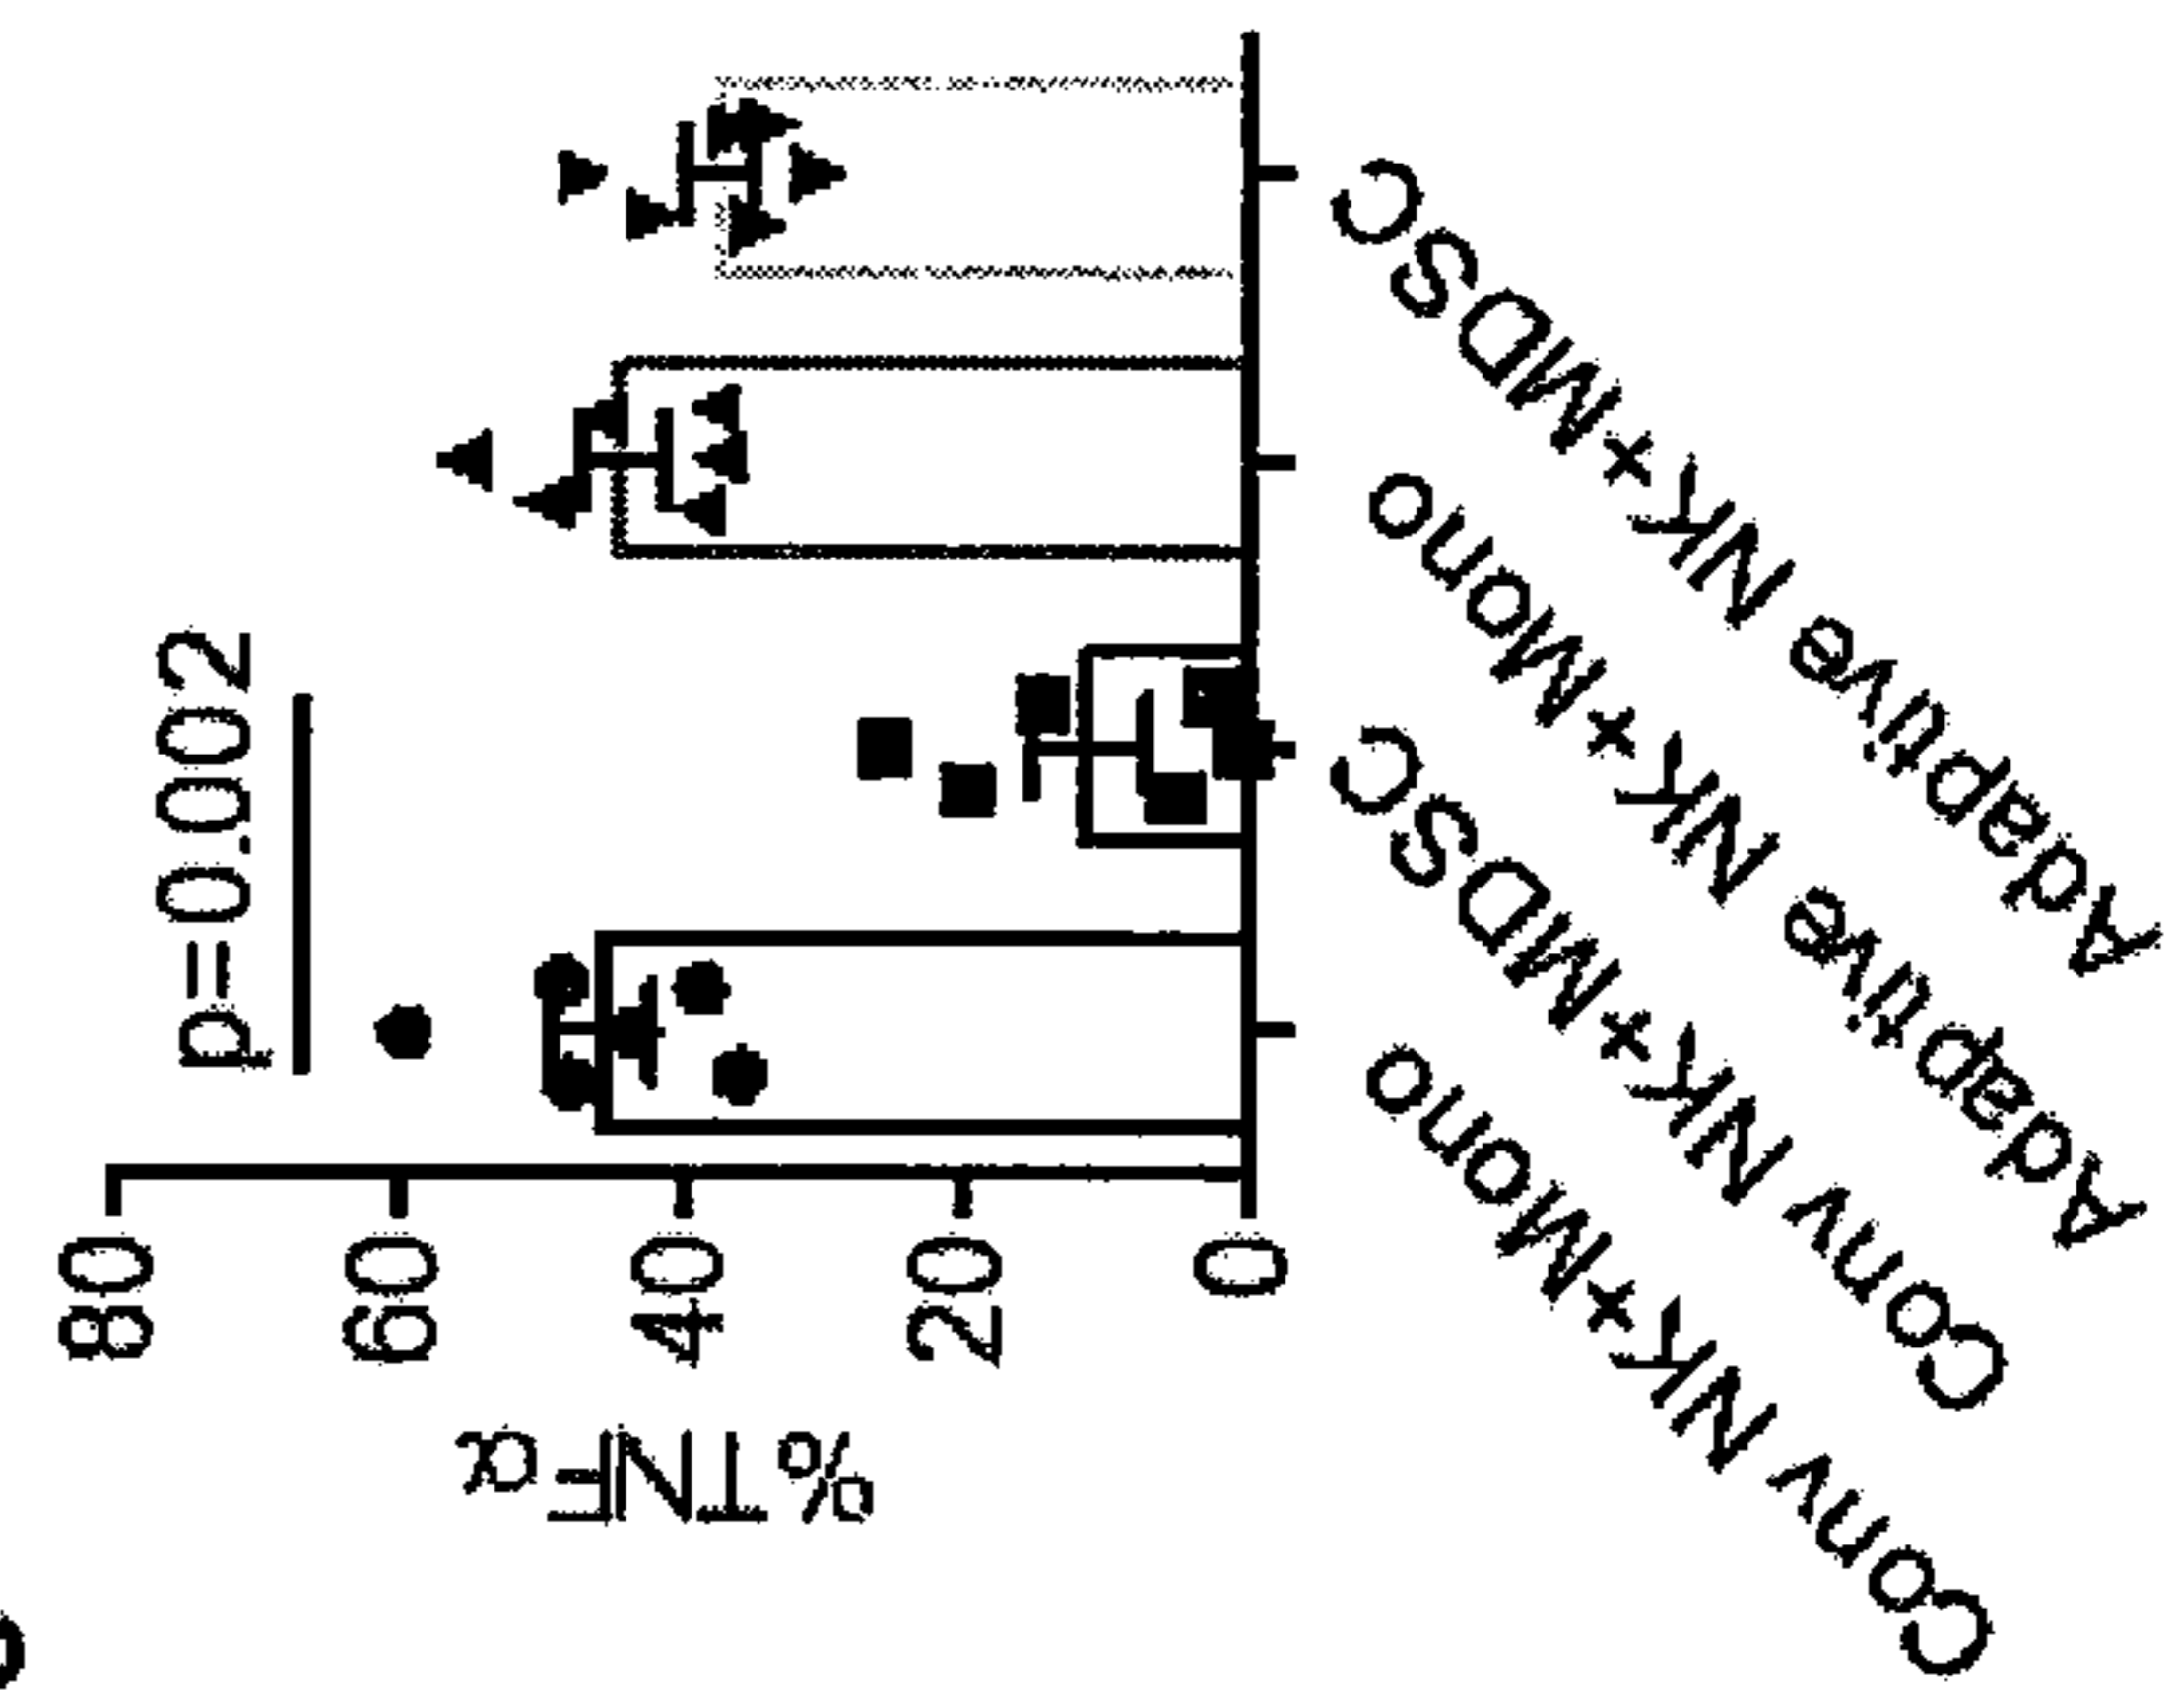 p=0.002
80
60
40
20
0
%TNFα
Conv NK+Mono
Conv NK+MDSC
Adaptive NK+Mono
Adaptive NK+MDSC